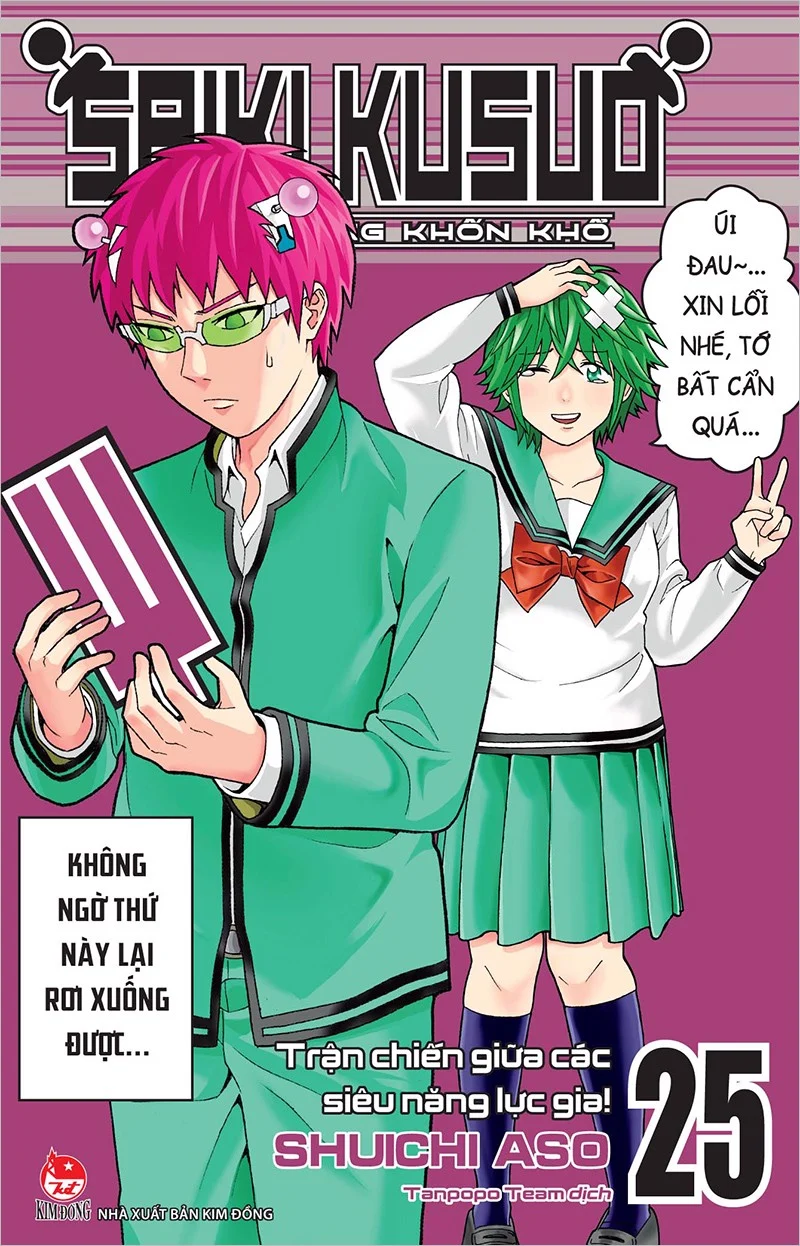 SAIKI KUSUO
KHỐN KHỔ
ÚI
ĐAU~...
XIN LỖI
NHÉ, TỚ
BẤT CẨN
QUÁ...
KHÔNG
NGỜ THỨ
NÀY LẠI
RƠI XUỐNG
ĐƯỢC...
Trận chiến giữa các
siêu năng lực gia!
SHUICHI ASO
Tanpopo Team dịch
25
KIM ĐỒNG
NHÀ XUẤT BẢN KIM ĐỒNG